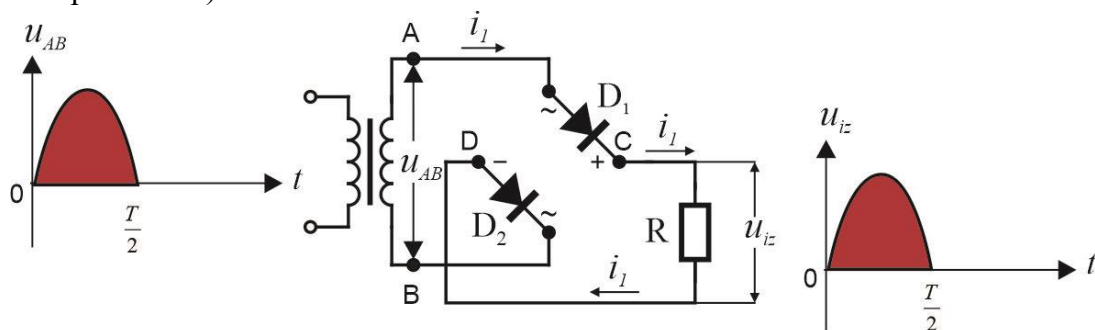 u_AB
0
T/2
t
A
i_1
B
u_AB
D
−
D_2
~
~
D_1
C
+
i_1
R
u_iz
i_1
u_iz
0
T/2
t